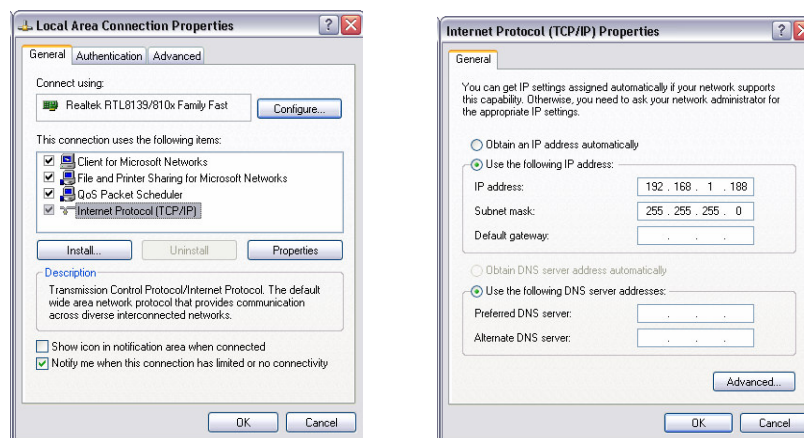 Local Area Connection Properties
General Authentication Advanced
Connect using:
Realtek RTL8139/810x Family Fast
Configure...
This connection uses the following items:
Client for Microsoft Networks
File and Printer Sharing for Microsoft Networks
QoS Packet Scheduler
Internet Protocol (TCP/IP)
Install... Uninstall Properties
Description
Transmission Control Protocol/Internet Protocol. The default
wide area network protocol that provides communication
across diverse interconnected networks.
Show icon in notification area when connected
Notify me when this connection has limited or no connectivity
OK Cancel
Internet Protocol (TCP/IP) Properties
General
You can get IP settings assigned automatically if your network supports
this capability. Otherwise, you need to ask your network administrator for
the appropriate IP settings.
Obtain an IP address automatically
Use the following IP address:
IP address: 192 . 168 . 1 . 188
Subnet mask: 255 . 255 . 255 . 0
Default gateway: . . .
Obtain DNS server address automatically
Use the following DNS server addresses:
Preferred DNS server: . . .
Alternate DNS server: . . .
Advanced...
OK Cancel